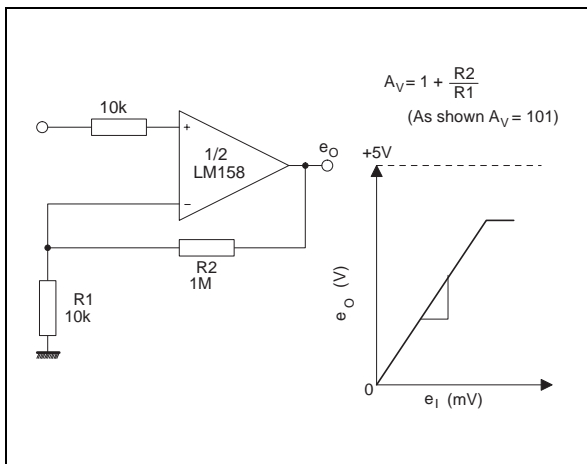 10k
+
1/2
LM158
−
e_O
R2
1M
R1
10k
A_V = 1 + R2/R1
(As shown A_V = 101)
+5V
e_O (V)
0
e_I (mV)